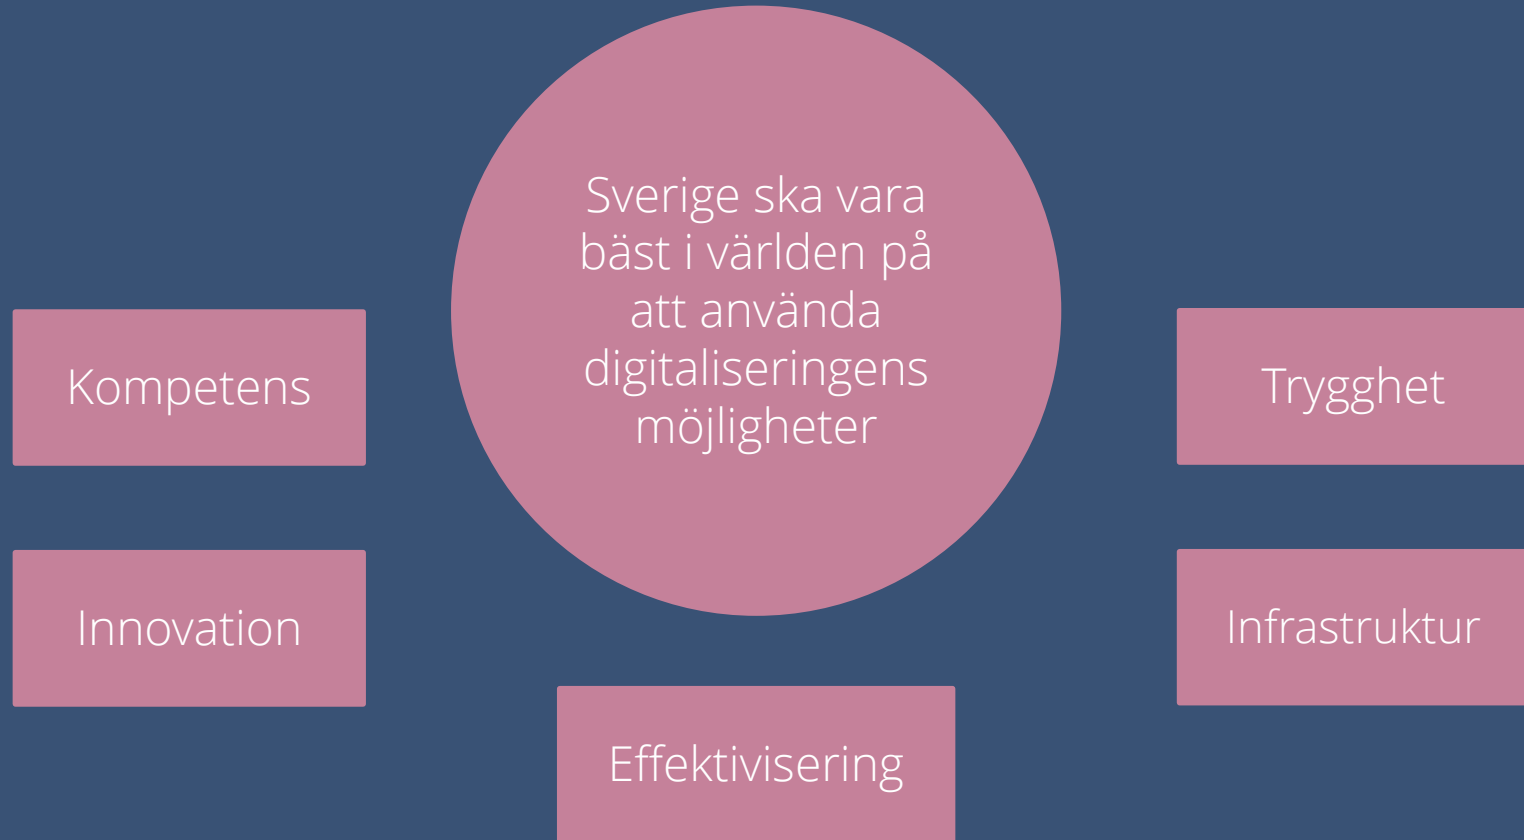 Sverige ska vara
bäst i världen på
att använda
digitaliseringens
möjligheter
Kompetens
Trygghet
Innovation
Infrastruktur
Effektivisering